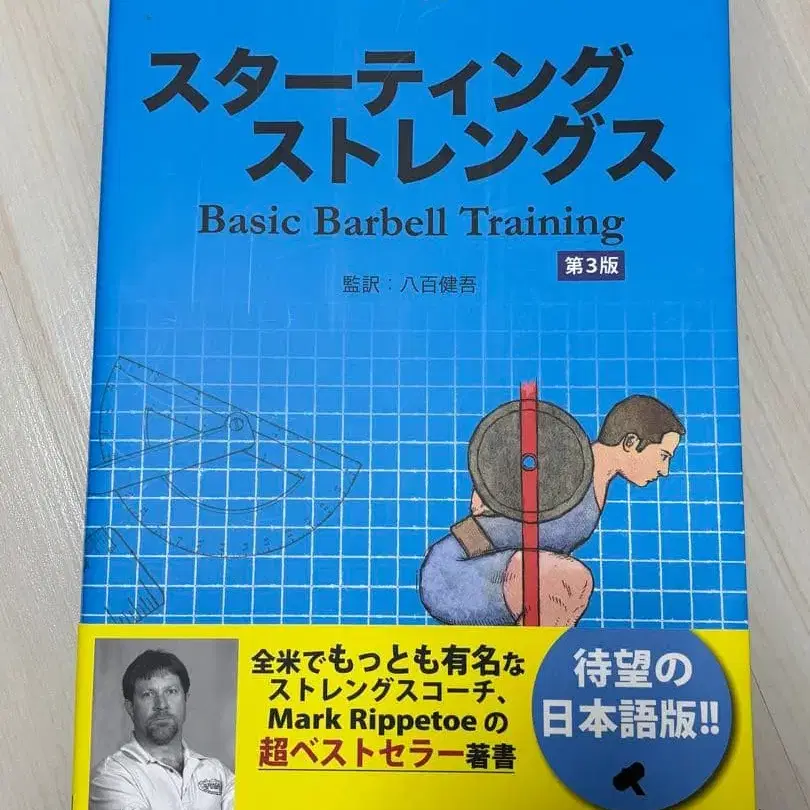 スターティング
ストレングス
Basic Barbell Training
第3版
監訳：八百健吾
全米でもっとも有名な
ストレングスコーチ、
Mark Rippetoe の
超ベストセラー著書
待望の
日本語版!!